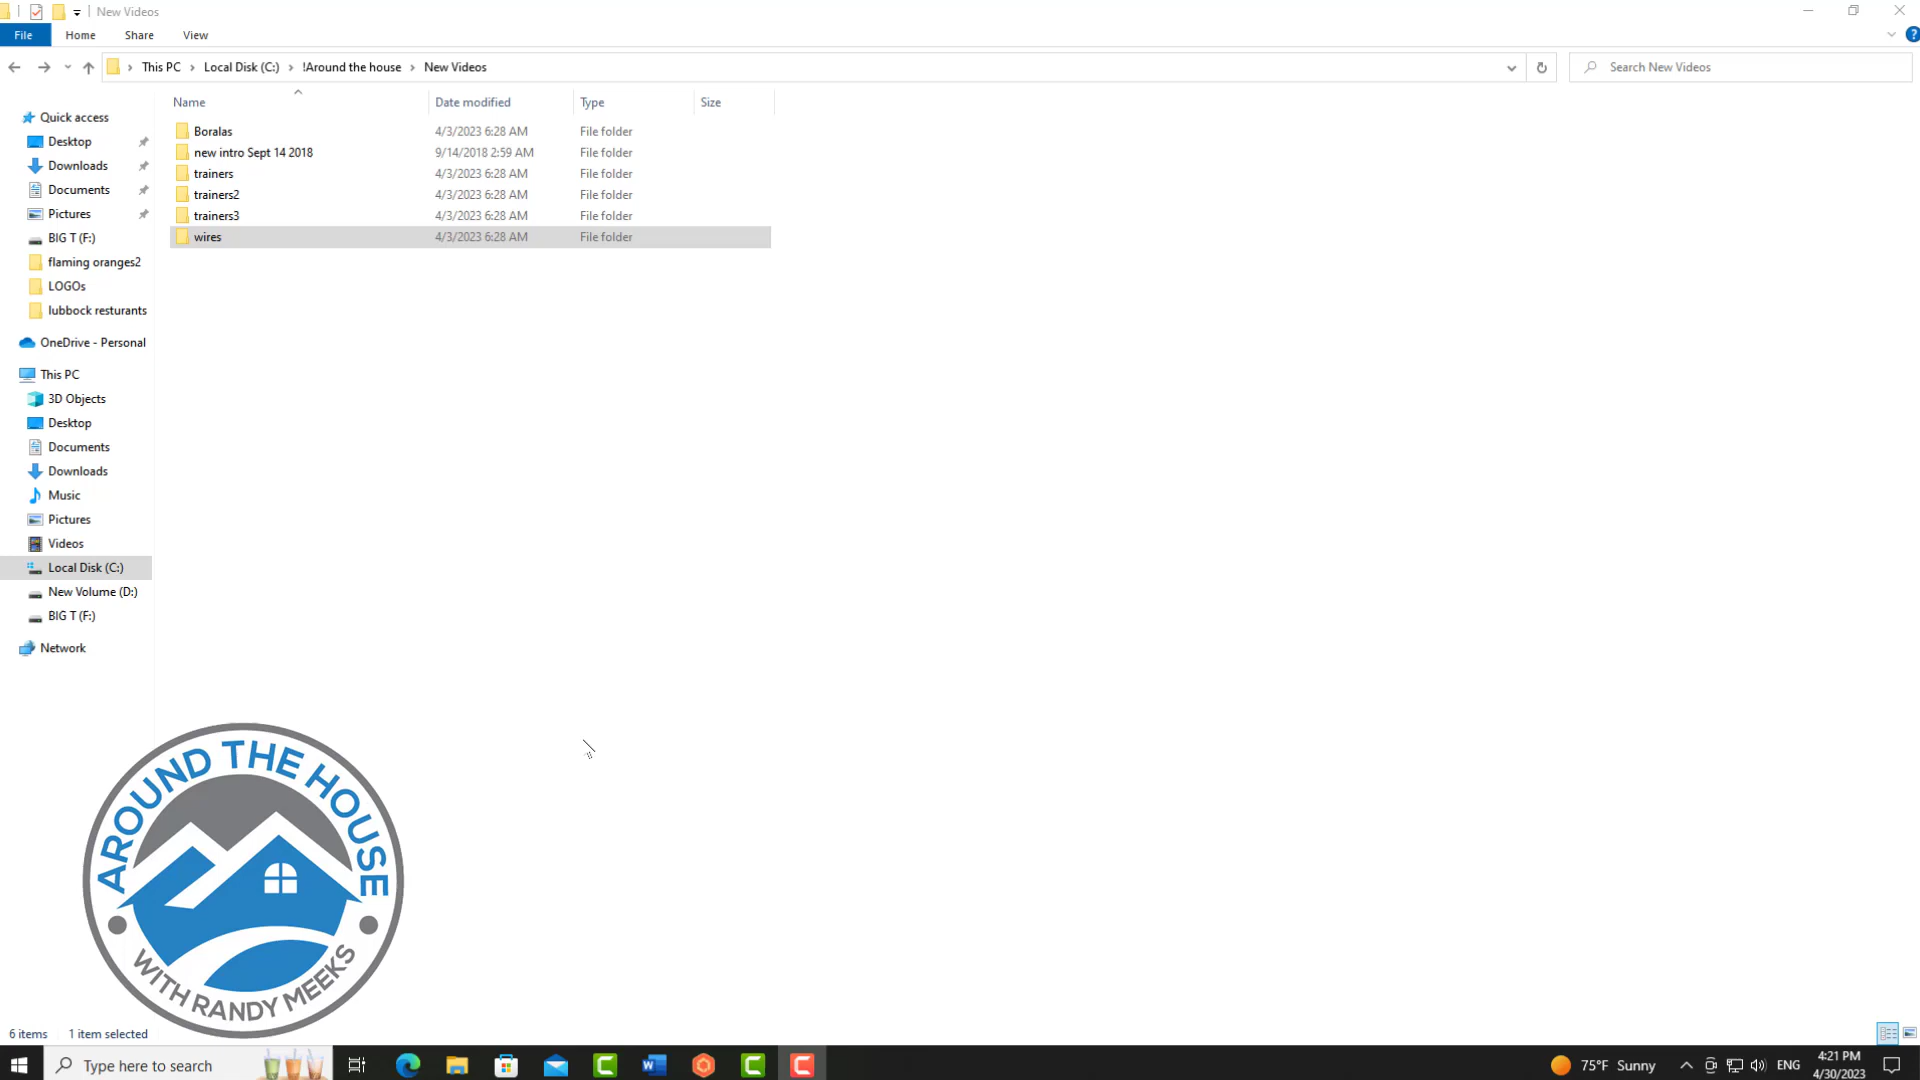 New Videos
File Home Share View
This PC Local Disk (C:) !Around the house New Videos
Search New Videos
Name Date modified Type Size
Boralas 4/3/2023 6:28 AM File folder
new intro Sept 14 2018 9/14/2018 2:59 AM File folder
trainers 4/3/2023 6:28 AM File folder
trainers2 4/3/2023 6:28 AM File folder
trainers3 4/3/2023 6:28 AM File folder
wires 4/3/2023 6:28 AM File folder
Quick access
Desktop
Downloads
Documents
Pictures
BIG T (F:)
flaming oranges2
LOGOs
lubbock resturants
OneDrive - Personal
This PC
3D Objects
Desktop
Documents
Downloads
Music
Pictures
Videos
Local Disk (C:)
New Volume (D:)
BIG T (F:)
Network
AROUND THE HOUSE
WITH RANDY MEEKS
6 items 1 item selected
Type here to search
75°F Sunny
ENG
4:21 PM
4/30/2023